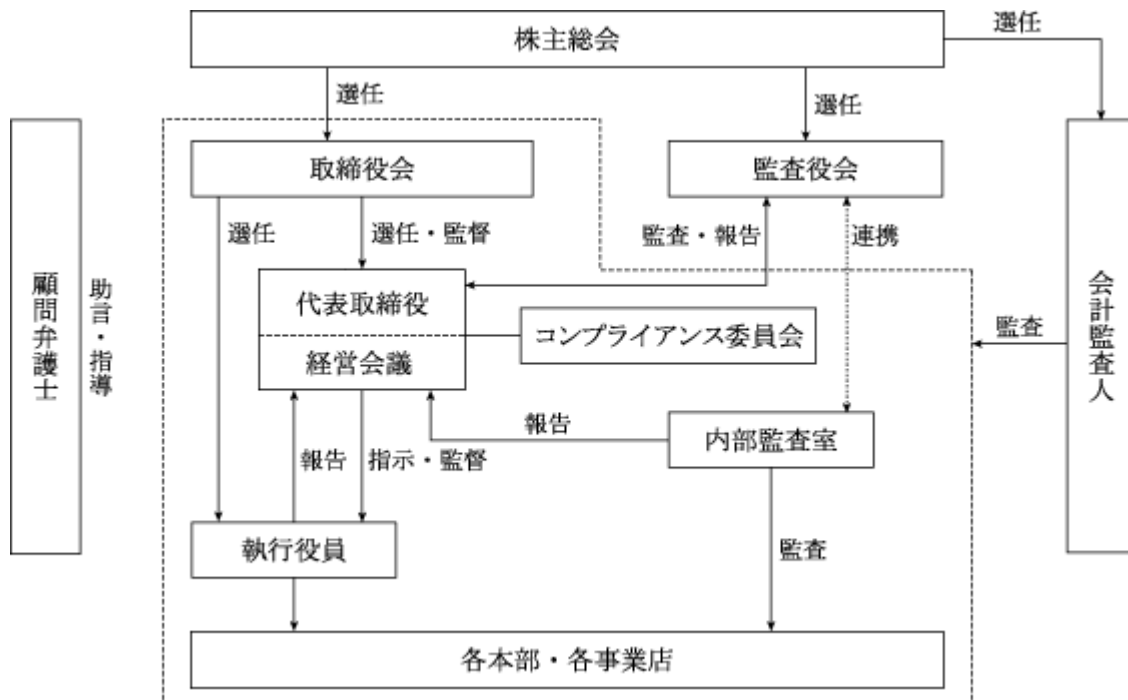 株主総会
選任
選任
選任
取締役会
監査役会
選任
選任・監督
監査・報告
連携
代表取締役
経営会議
コンプライアンス委員会
顧問弁護士
助言・指導
会計監査人
監査
報告
内部監査室
報告
指示・監督
執行役員
監査
各本部・各事業店